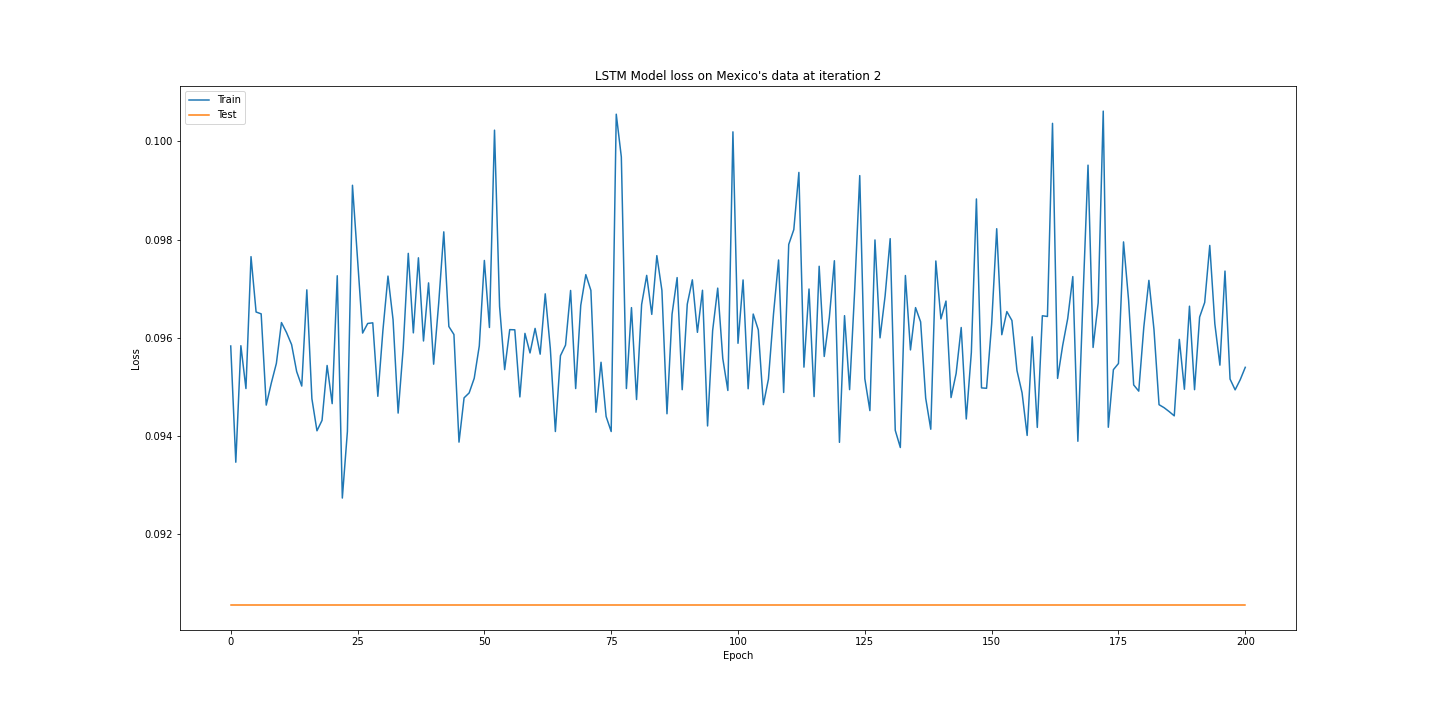 LSTM Model loss on Mexico's data at iteration 2
Train
Test
0.100
0.098
0.096
0.094
0.092
Loss
0 25 50 75 100 125 150 175 200
Epoch